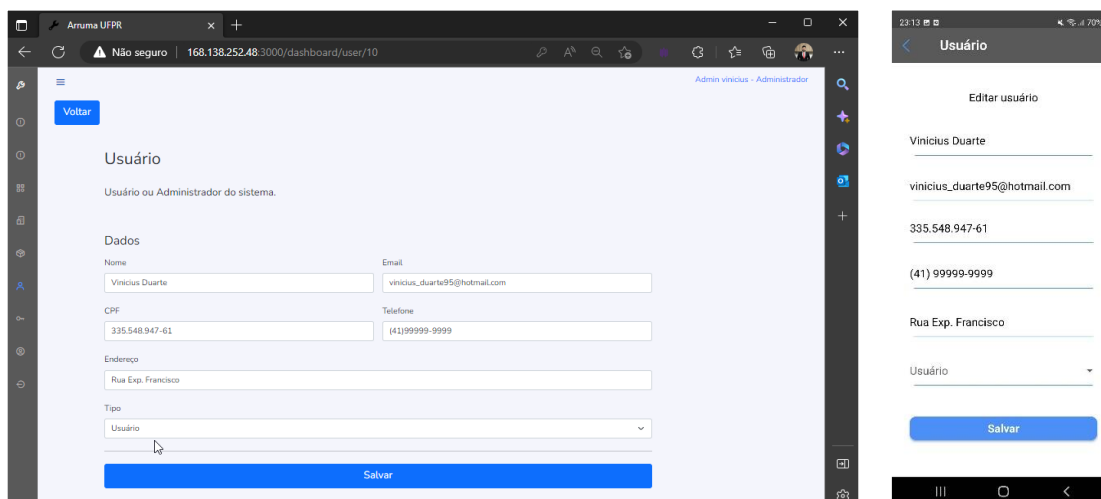 Arruma UFPR
Não seguro | 168.138.252.48:3000/dashboard/user/10
Admin vinicius - Administrador
Voltar
Usuário
Usuário ou Administrador do sistema.
Dados
Nome
Email
Vinicius Duarte
vinicius_duarte95@hotmail.com
CPF
Telefone
335.548.947-61
(41)99999-9999
Endereço
Rua Exp. Francisco
Tipo
Usuário
Salvar
23:13
70%
Usuário
Editar usuário
Vinicius Duarte
vinicius_duarte95@hotmail.com
335.548.947-61
(41) 99999-9999
Rua Exp. Francisco
Usuário
Salvar